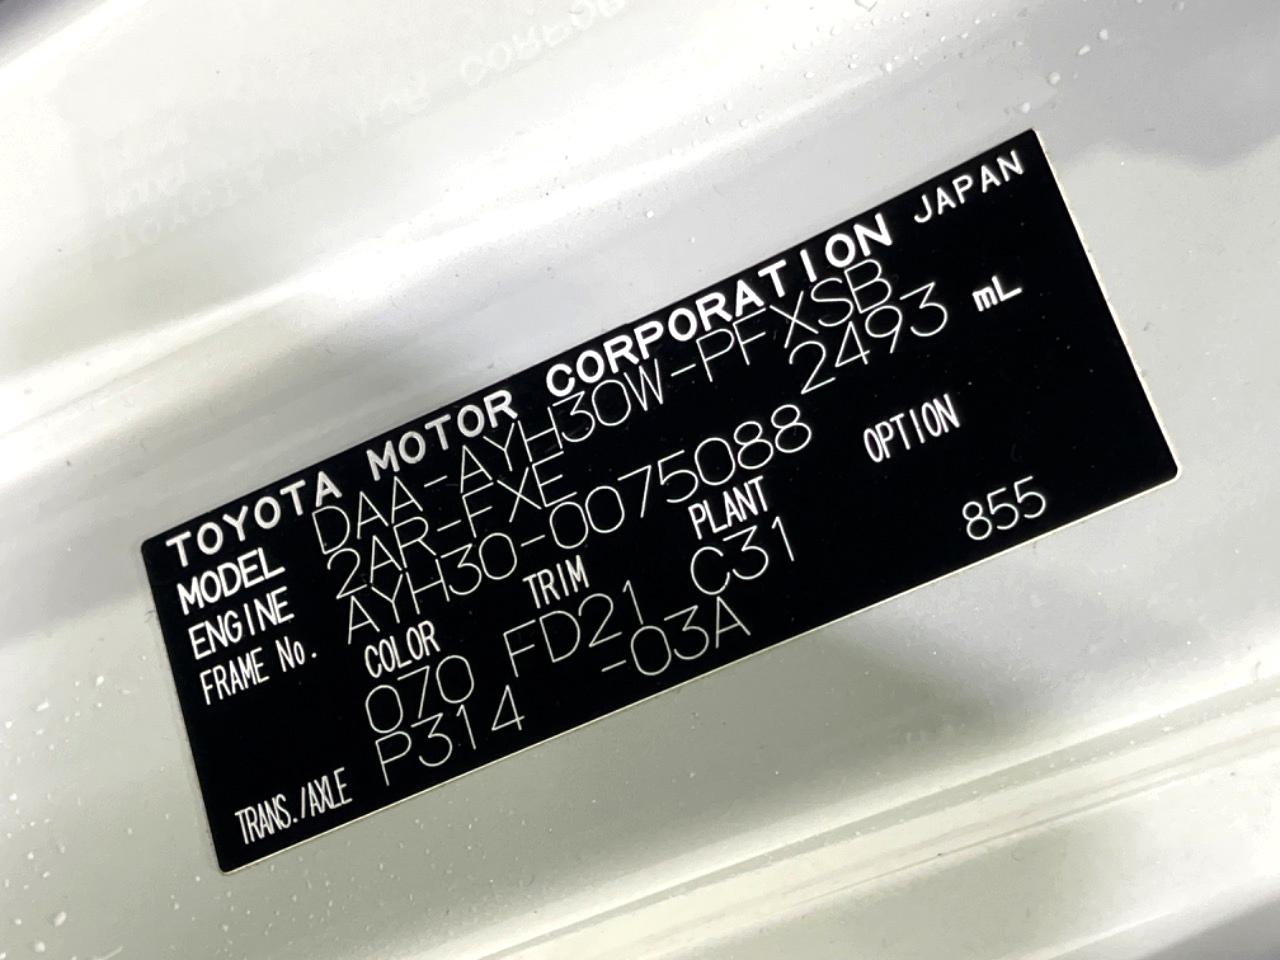 TOYOTA MOTOR CORPORATION JAPAN
MODEL DAA-AYH30W-PFXSB
ENGINE 2AR-FXE 2493 mL
FRAME No. AYH30-0075088
COLOR TRIM PLANT OPTION
070 FD21 C31 855
TRANS./AXLE P314 -03A